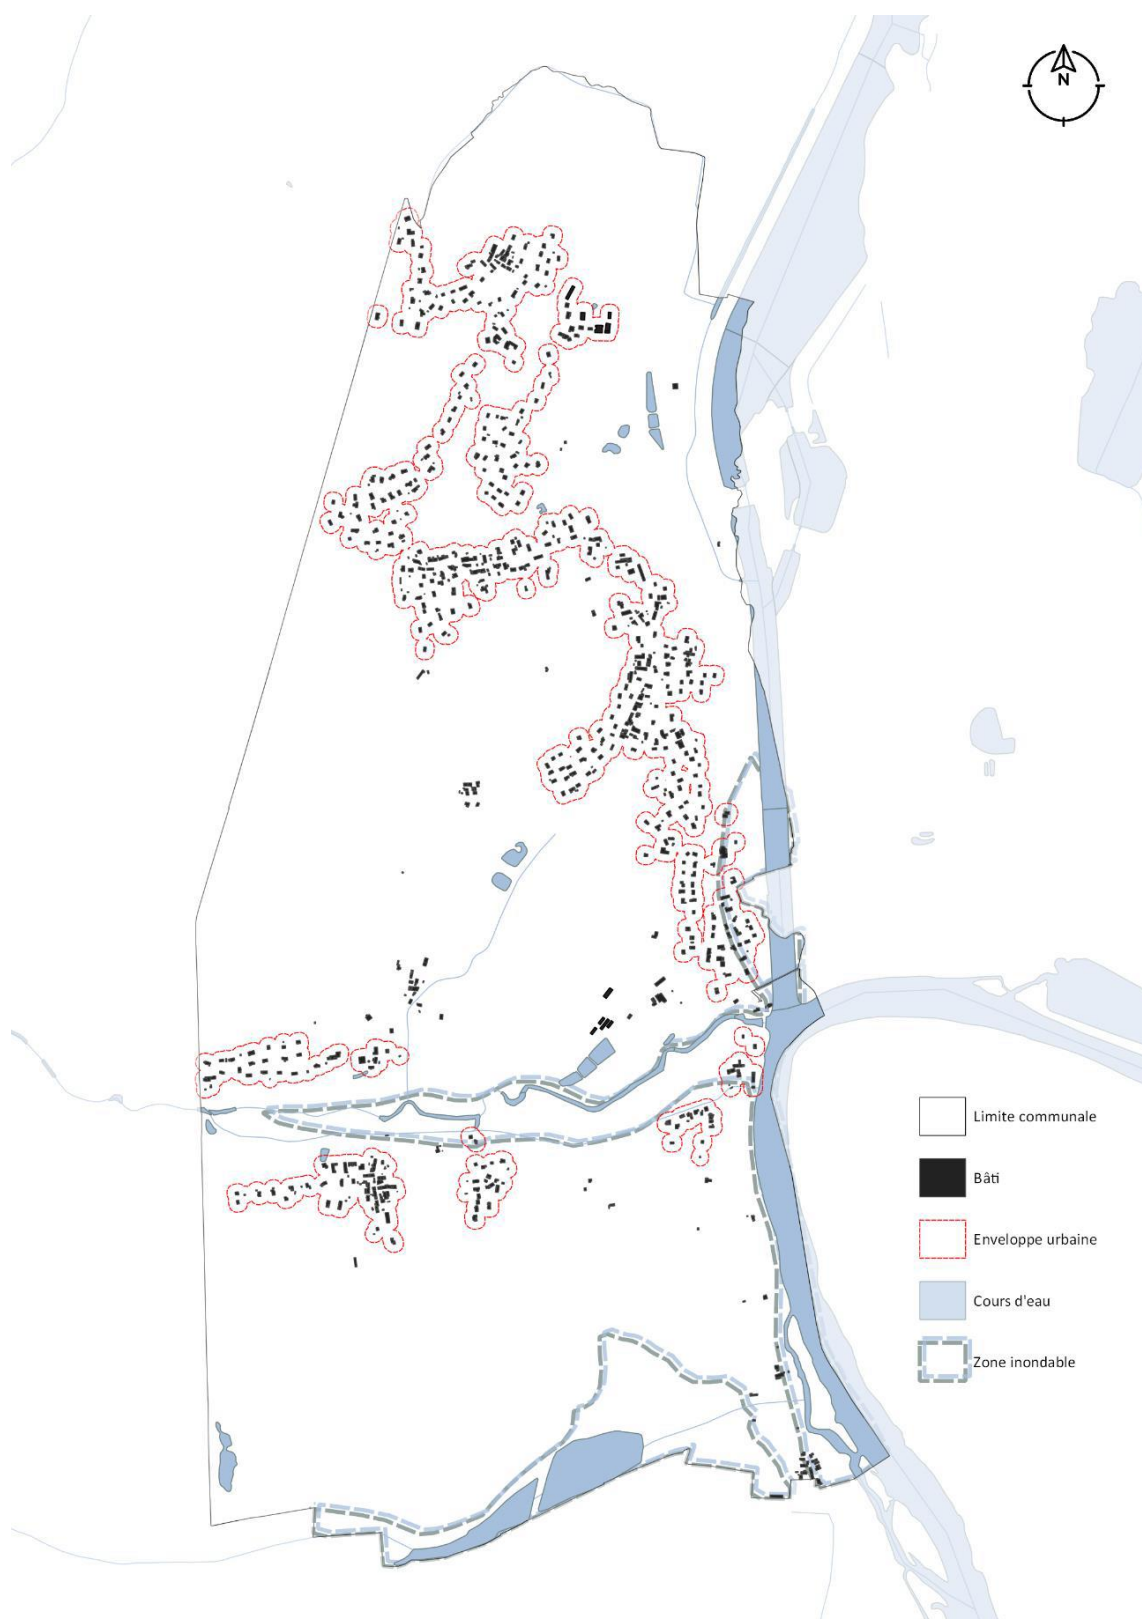 N
Limite communale
Bâti
Enveloppe urbaine
Cours d'eau
Zone inondable